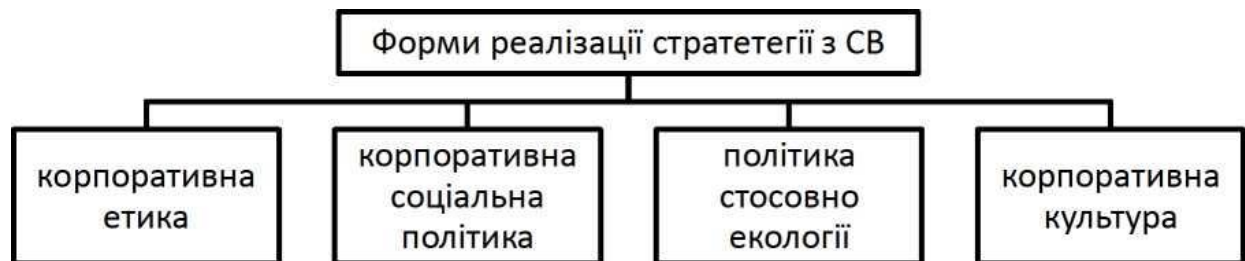 Форми реалізації стратетегії з СВ
корпоративна
етика
корпоративна
соціальна
політика
політика
стосовно
екології
корпоративна
культура